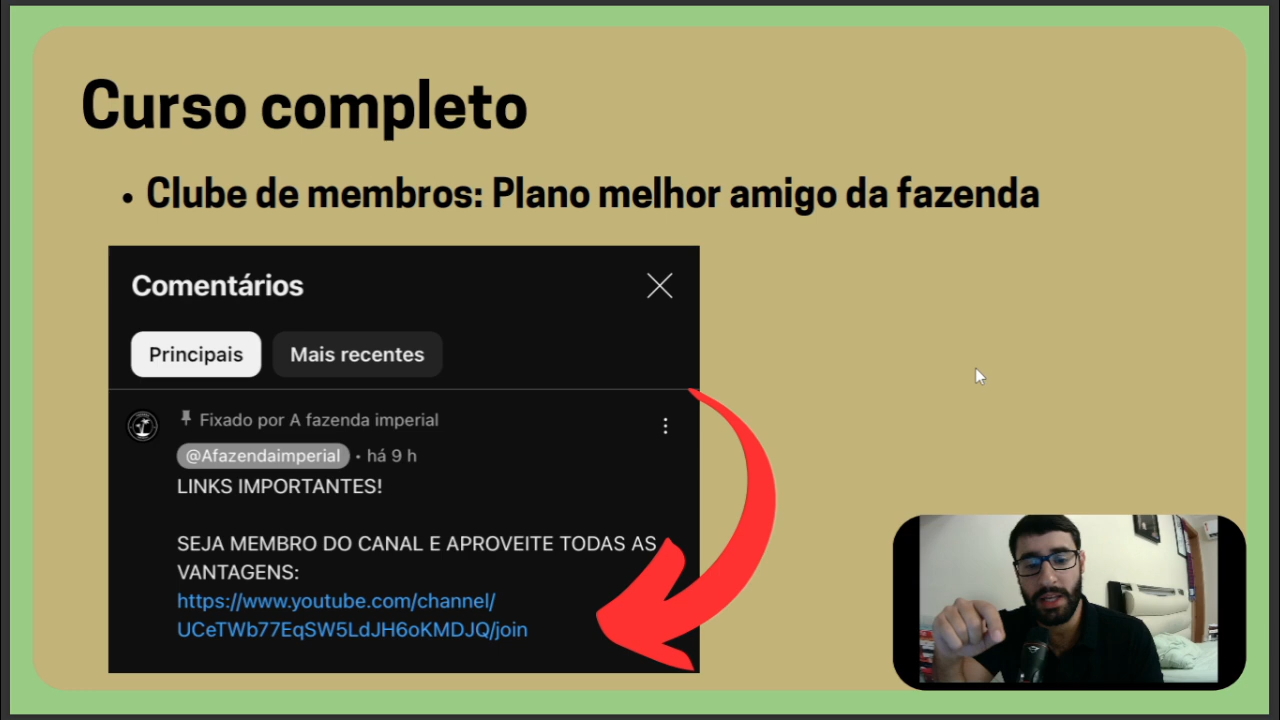 Curso completo
• Clube de membros: Plano melhor amigo da fazenda
Comentários
Principais
Mais recentes
Fixado por A fazenda imperial
@Afazendaimperial • há 9 h
LINKS IMPORTANTES!
SEJA MEMBRO DO CANAL E APROVEITE TODAS AS
VANTAGENS:
https://www.youtube.com/channel/
UCeTWb77EqSW5LdJH6oKMDJQ/join